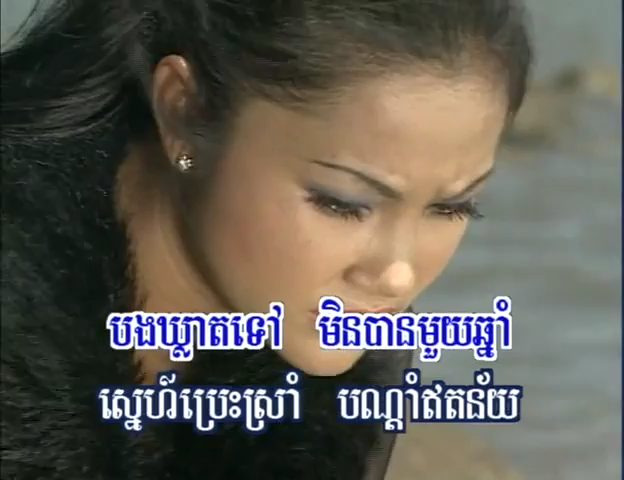 បងឃ្លាតទៅ មិនបានមួយឆ្នាំ
ស្នេហ៍ប្រេះស្រាំ បណ្ដាំឥតន័យ